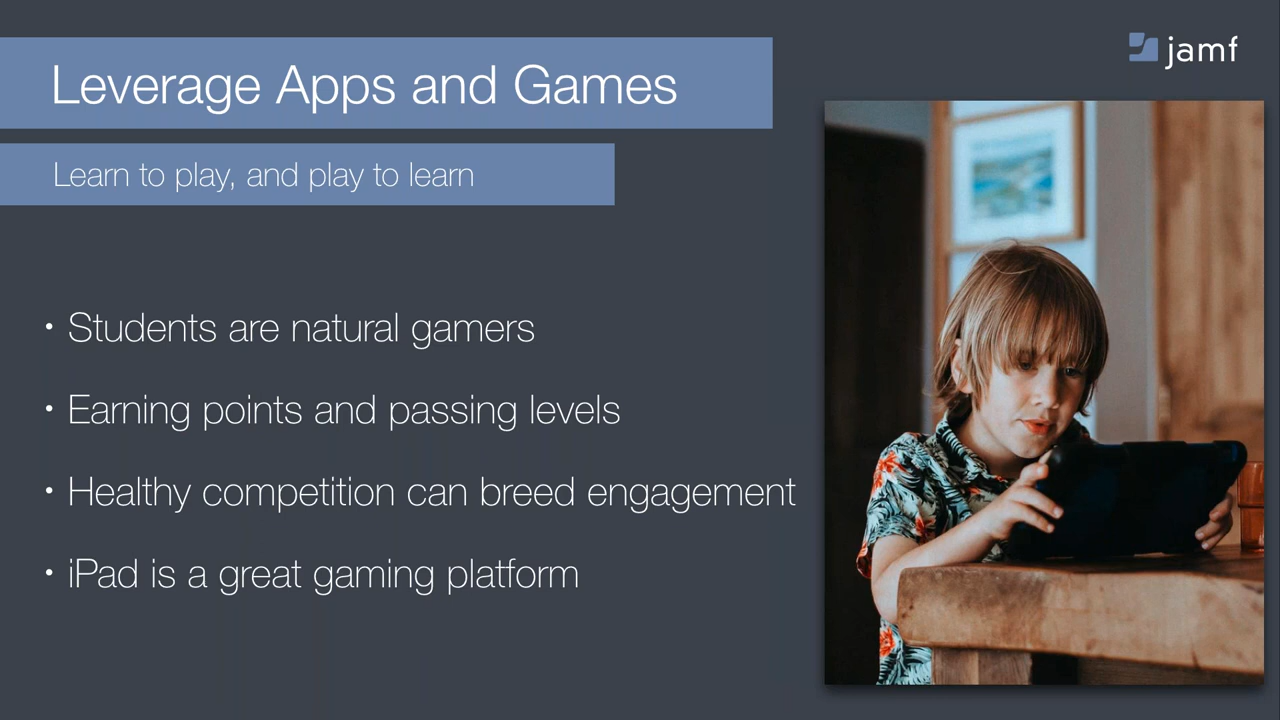 jamf
Leverage Apps and Games
Learn to play, and play to learn
• Students are natural gamers
• Earning points and passing levels
• Healthy competition can breed engagement
• iPad is a great gaming platform